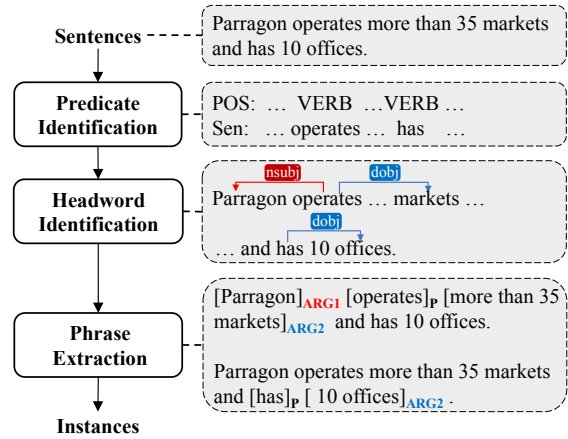 Sentences
Parragon operates more than 35 markets
and has 10 offices.
Predicate
Identification
POS: … VERB …VERB …
Sen: … operates … has …
Headword
Identification
nsubj dobj
Parragon operates … markets …
dobj
… and has 10 offices.
Phrase
Extraction
[Parragon]ARG1 [operates]P [more than 35
markets]ARG2 and has 10 offices.
Parragon operates more than 35 markets
and [has]P [ 10 offices]ARG2 .
Instances